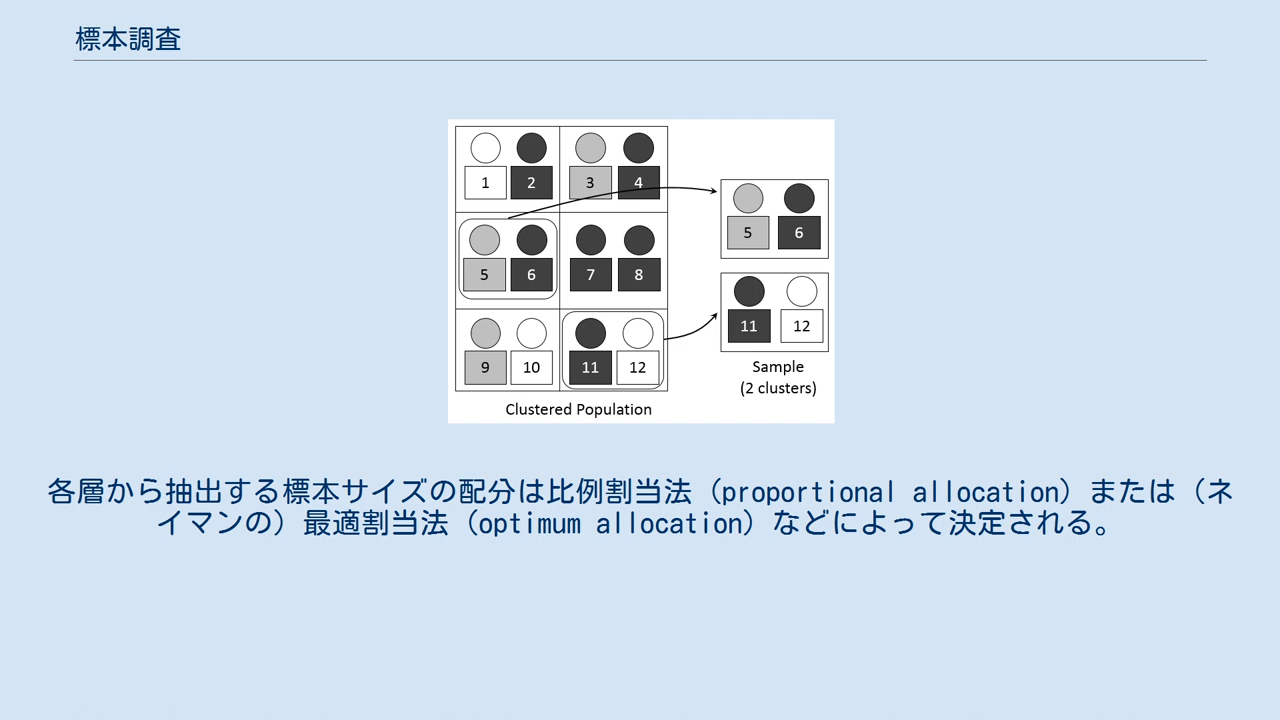 標本調査
1 2 3 4
5 6
5 6 7 8
11 12
9 10 11 12
Sample
(2 clusters)
Clustered Population
各層から抽出する標本サイズの配分は比例割当法（proportional allocation）または（ネ
イマンの）最適割当法（optimum allocation）などによって決定される。